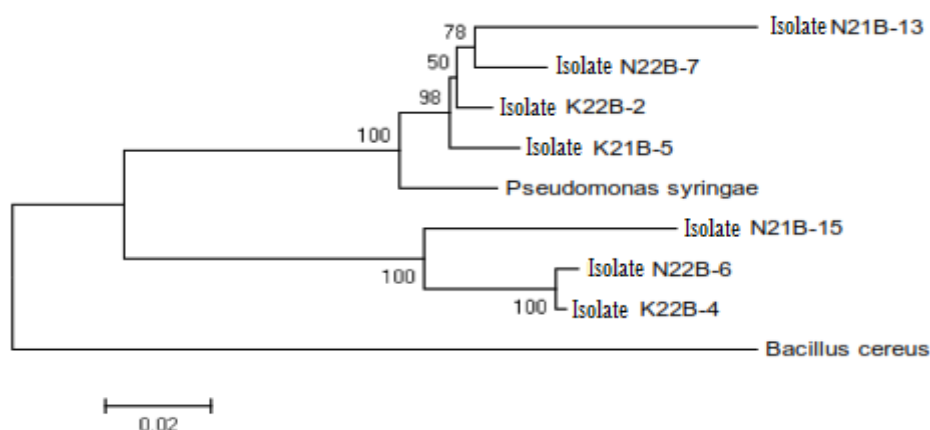 78
Isolate N21B-13
50
Isolate N22B-7
98
Isolate K22B-2
100
Isolate K21B-5
Pseudomonas syringae
Isolate N21B-15
100
Isolate N22B-6
100
Isolate K22B-4
Bacillus cereus
0.02